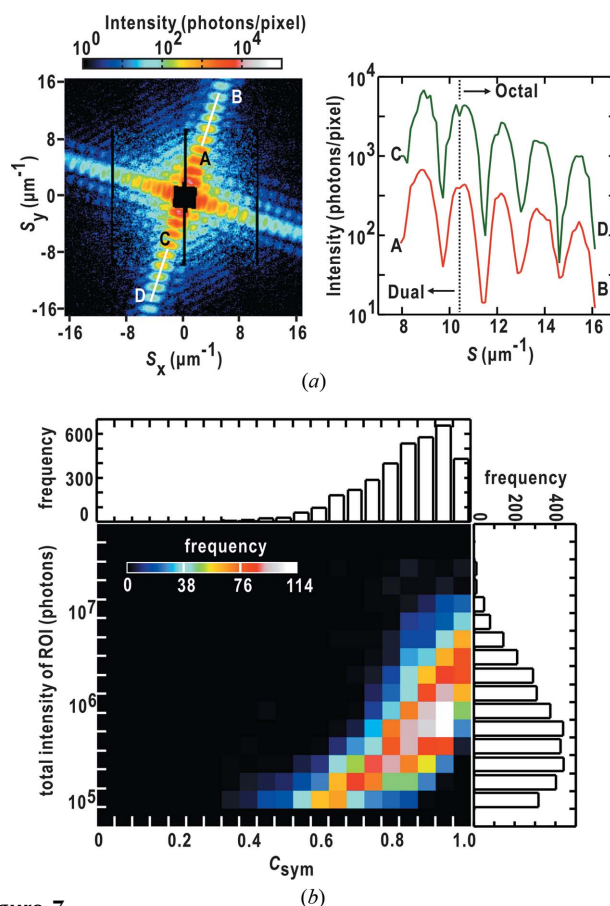 Intensity (photons/pixel)
10^0 10^2 10^4
16
8
0
-8
-16
S_y (µm^-1)
B
A
C
D
-16 -8 0 8 16
S_x (µm^-1)
10^4
10^3
10^2
10^1
Intensity (photons/pixel)
Octal
C
D
A
B
Dual
8 10 12 14 16
S (µm^-1)
(a)
600
300
0
frequency
frequency
0 200 400
frequency
0 38 76 114
10^7
10^6
10^5
total intensity of ROI (photons)
0 0.2 0.4 0.6 0.8 1.0
C_sym
(b)